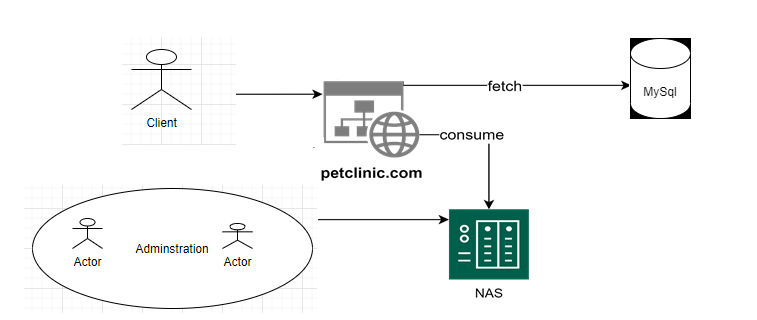 fetch
MySql
Client
consume
petclinic.com
Actor
Adminstration
Actor
NAS